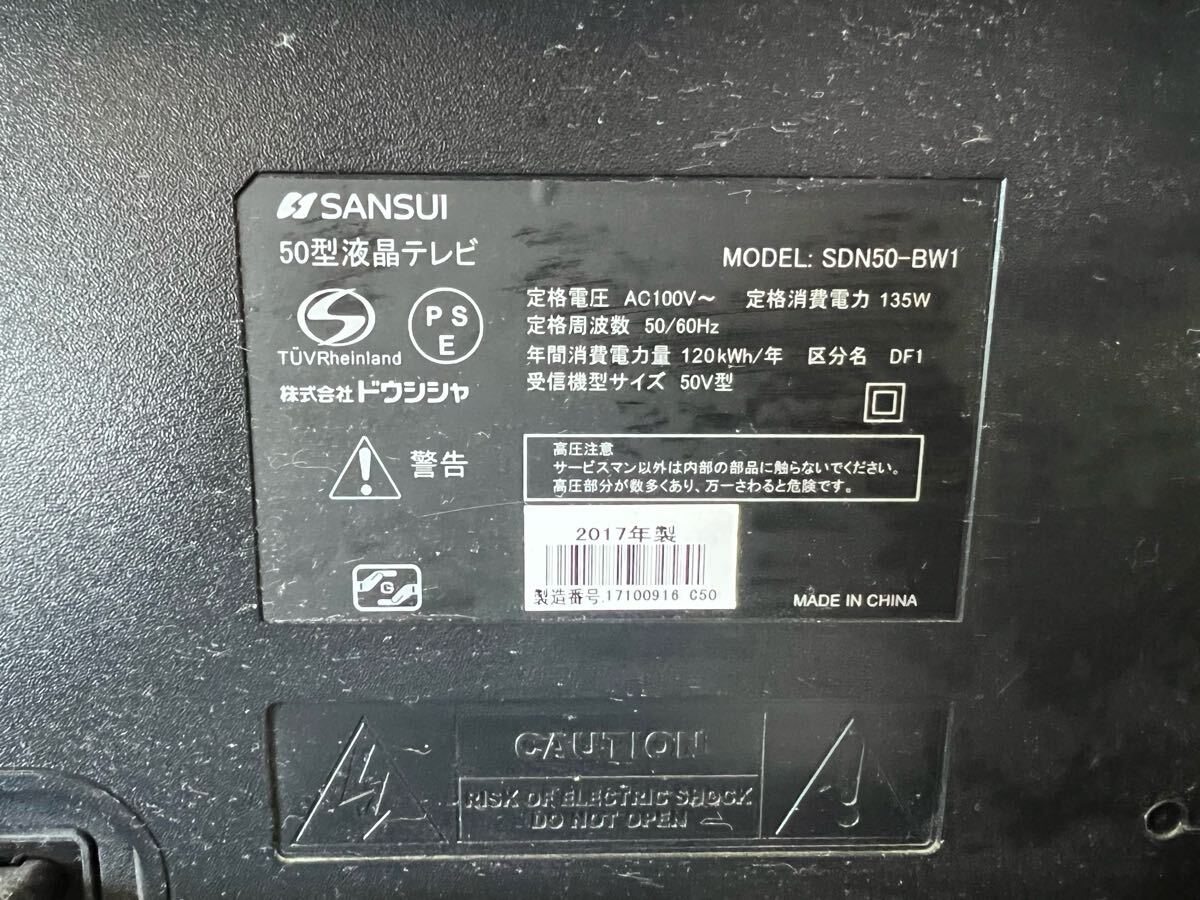 SANSUI
50型液晶テレビ
MODEL: SDN50-BW1
TÜVRheinland
PSE
株式会社ドウシシャ
定格電圧 AC100V～ 定格消費電力 135W
定格周波数 50/60Hz
年間消費電力量 120kWh/年 区分名 DF1
受信機型サイズ 50V型
警告
高圧注意
サービスマン以外は内部の部品に触らないでください。
高圧部分が数多くあり、万一さわると危険です。
G
2017年製
製造番号.17100916 C50
MADE IN CHINA
CAUTION
RISK OF ELECTRIC SHOCK
DO NOT OPEN